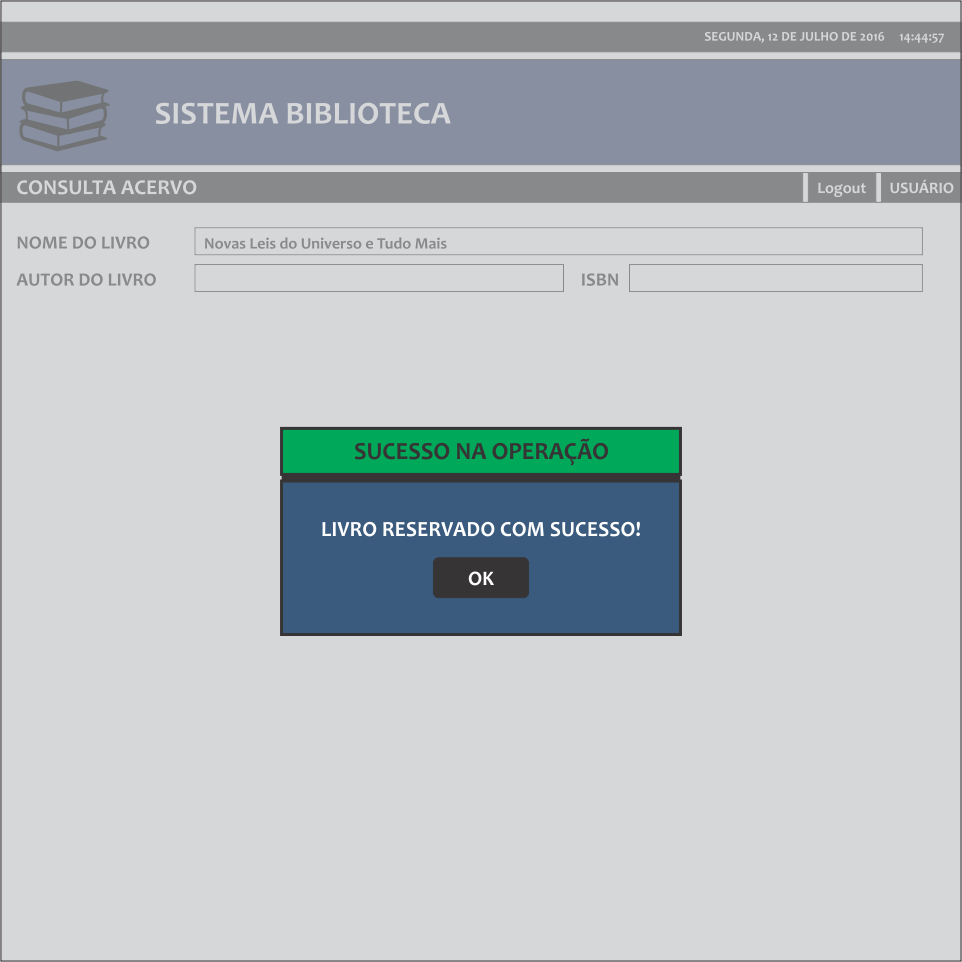 SEGUNDA, 12 DE JULHO DE 2016 14:44:57
SISTEMA BIBLIOTECA
CONSULTA ACERVO Logout USUÁRIO
NOME DO LIVRO Novas Leis do Universo e Tudo Mais
AUTOR DO LIVRO ISBN
SUCESSO NA OPERAÇÃO
LIVRO RESERVADO COM SUCESSO!
OK